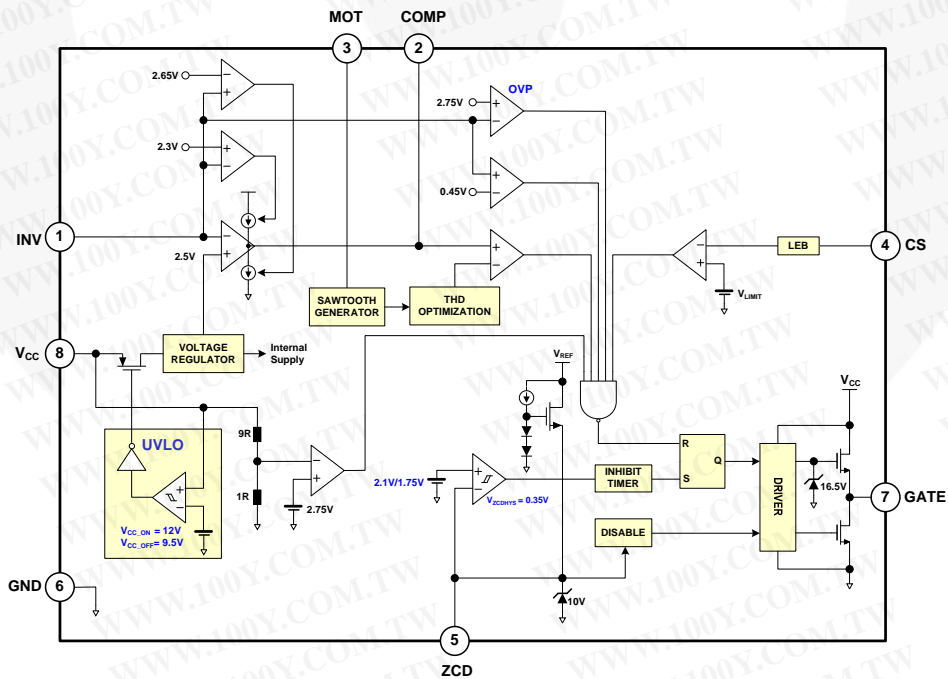 MOT
COMP
3
2
2.65V
−
+
2.3V
+
−
OVP
2.75V
+
−
+
0.45V
−
INV
1
−
2.5V
+
+
−
−
+
LEB
4
CS
VLIMIT
SAWTOOTH
GENERATOR
THD
OPTIMIZATION
VCC
8
VOLTAGE
REGULATOR
Internal
Supply
VREF
VCC
UVLO
+
−
VCC_ON = 12V
VCC_OFF= 9.5V
9R
1R
−
+
2.75V
2.1V/1.75V
+
−
VZCDHYS = 0.35V
INHIBIT
TIMER
R
S
Q
DRIVER
16.5V
7
GATE
DISABLE
GND
6
10V
5
ZCD
WWW.100Y.COM.TW